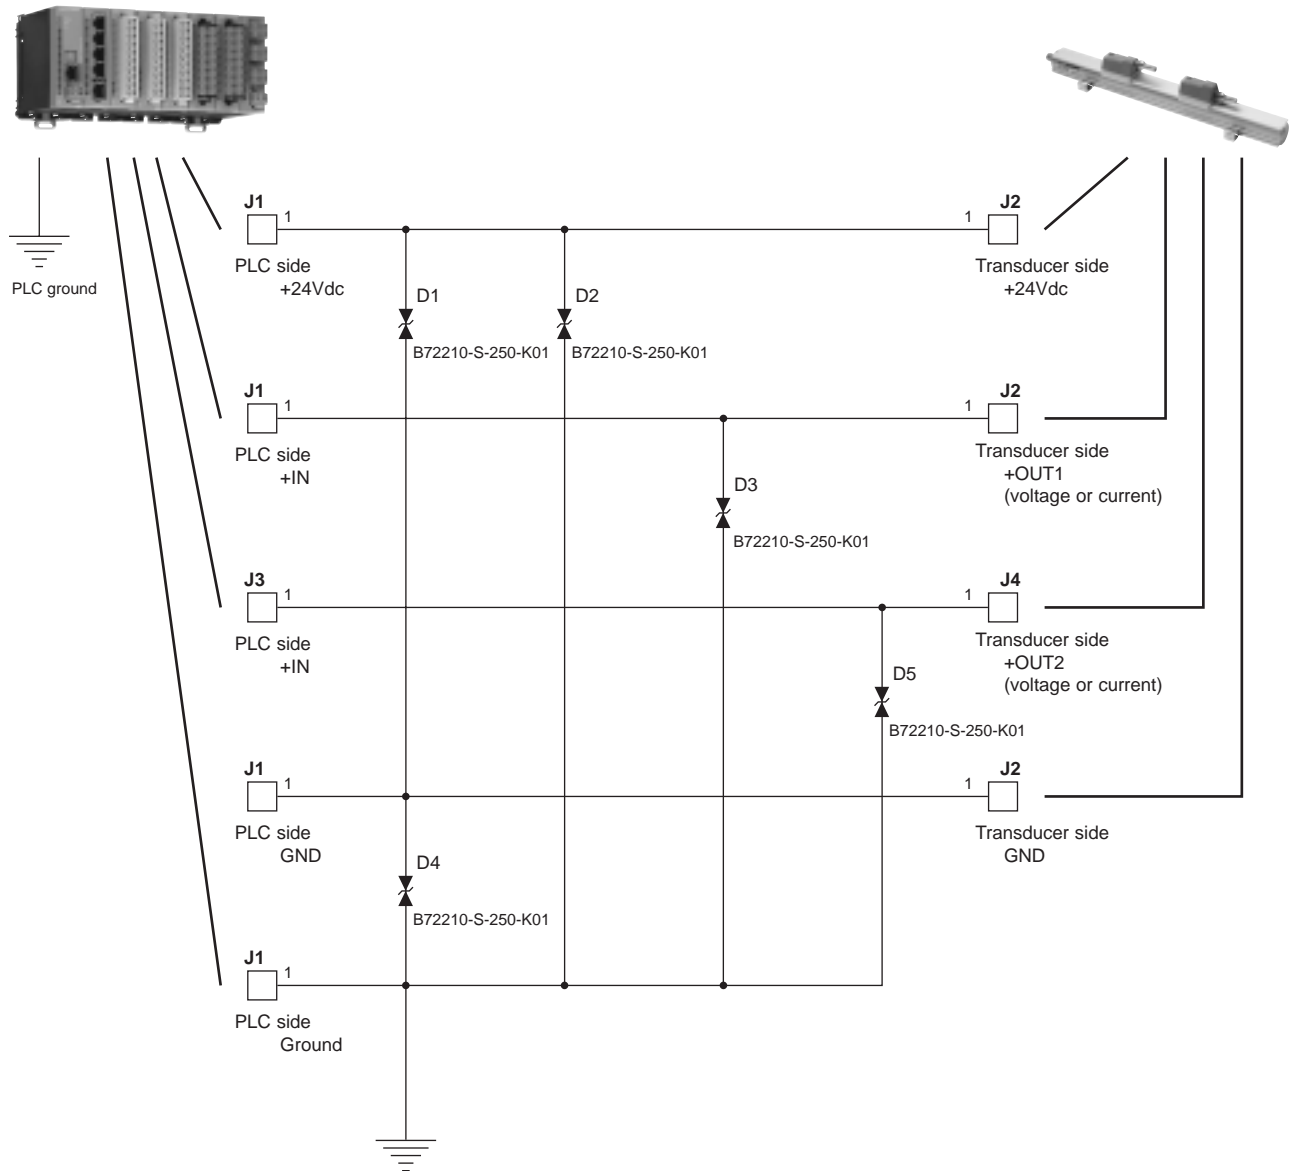 J1
1
1
J2
PLC side
+24Vdc
Transducer side
+24Vdc
PLC ground
D1
B72210-S-250-K01
D2
B72210-S-250-K01
J1
1
1
J2
PLC side
+IN
Transducer side
+OUT1
(voltage or current)
D3
B72210-S-250-K01
J3
1
1
J4
PLC side
+IN
Transducer side
+OUT2
(voltage or current)
D5
B72210-S-250-K01
J1
1
1
J2
PLC side
GND
Transducer side
GND
D4
B72210-S-250-K01
J1
1
PLC side
Ground